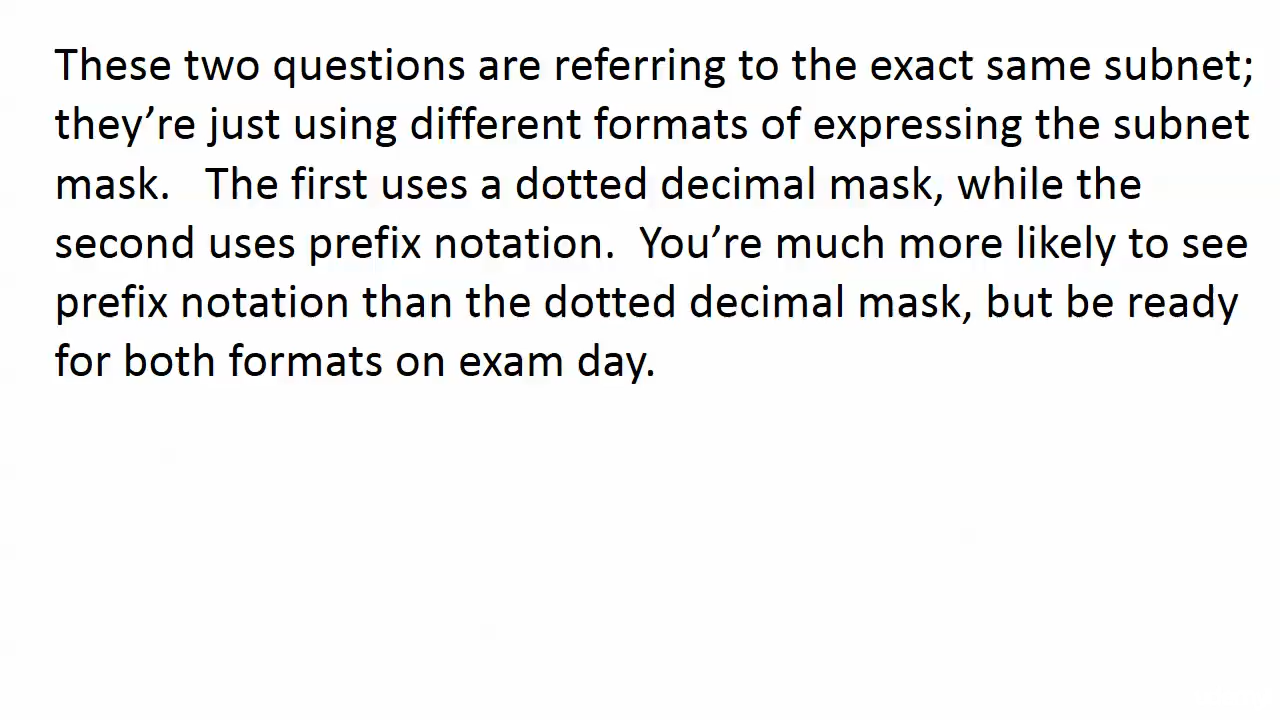 These two questions are referring to the exact same subnet;
they’re just using different formats of expressing the subnet
mask.   The first uses a dotted decimal mask, while the
second uses prefix notation.  You’re much more likely to see
prefix notation than the dotted decimal mask, but be ready
for both formats on exam day.